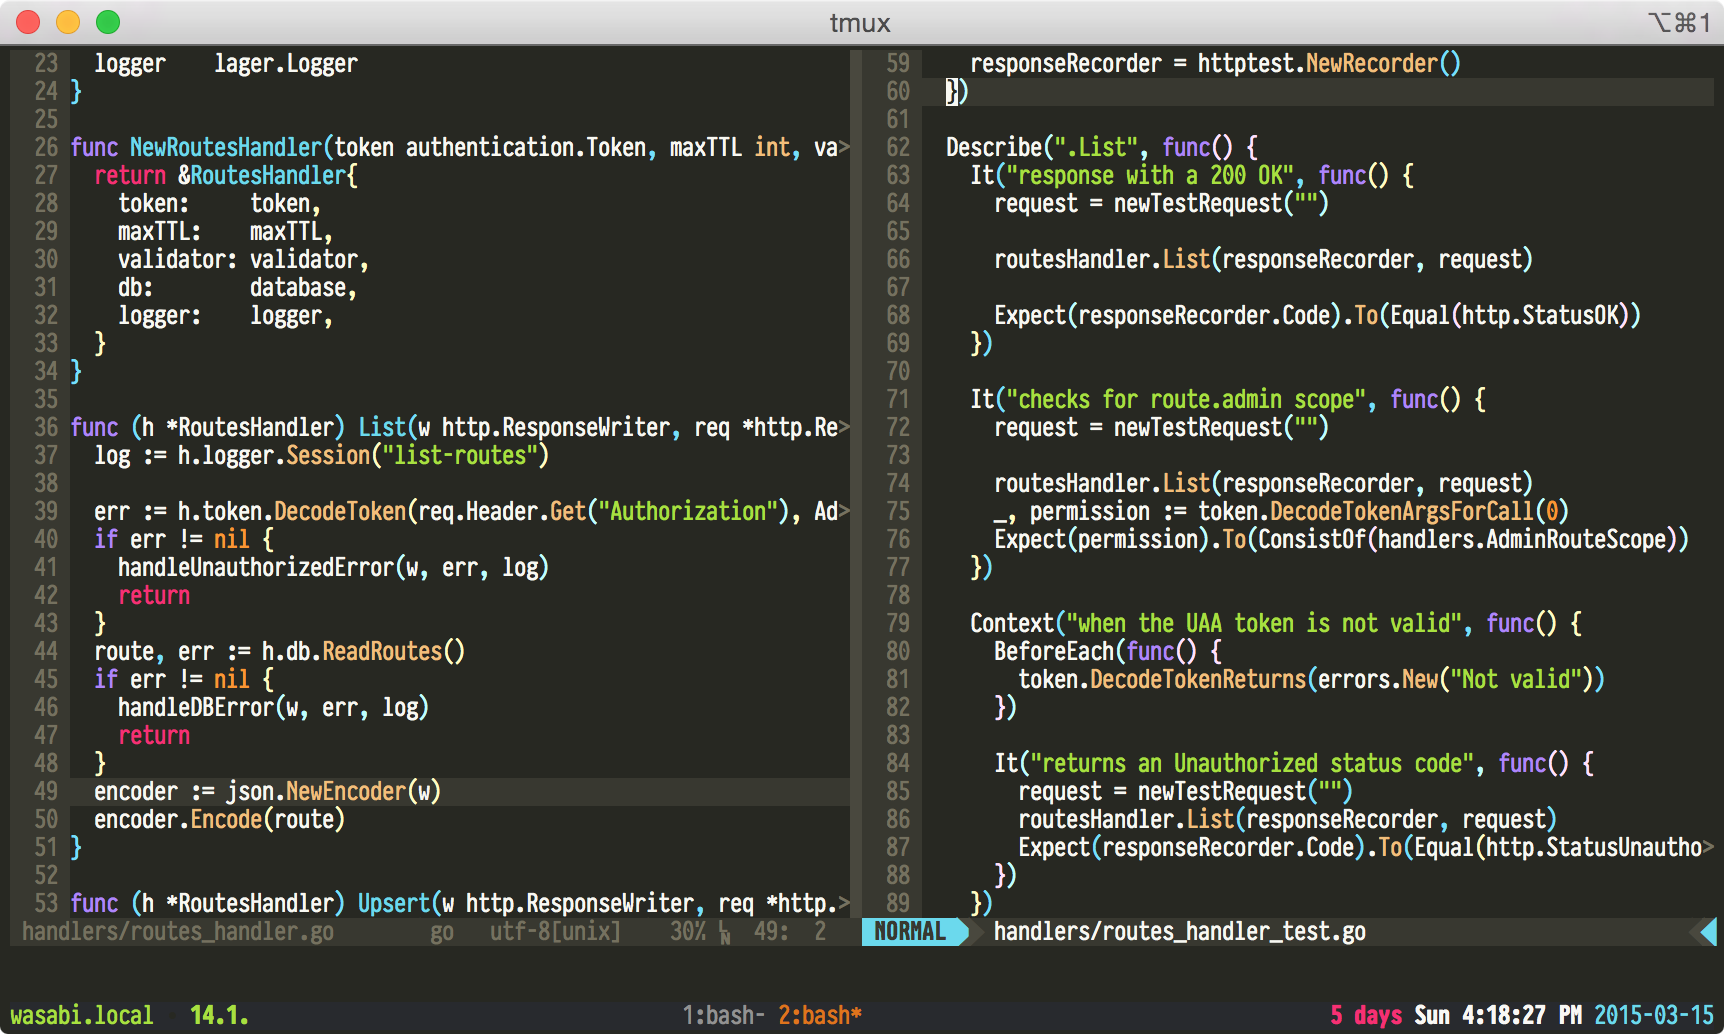 tmux
⌥⌘1
23 logger    lager.Logger
24 }
25
26 func NewRoutesHandler(token authentication.Token, maxTTL int, va>
27   return &RoutesHandler{
28     token:     token,
29     maxTTL:    maxTTL,
30     validator: validator,
31     db:        database,
32     logger:    logger,
33   }
34 }
35
36 func (h *RoutesHandler) List(w http.ResponseWriter, req *http.Re>
37   log := h.logger.Session("list-routes")
38
39   err := h.token.DecodeToken(req.Header.Get("Authorization"), Ad>
40   if err != nil {
41     handleUnauthorizedError(w, err, log)
42     return
43   }
44   route, err := h.db.ReadRoutes()
45   if err != nil {
46     handleDBError(w, err, log)
47     return
48   }
49   encoder := json.NewEncoder(w)
50   encoder.Encode(route)
51 }
52
53 func (h *RoutesHandler) Upsert(w http.ResponseWriter, req *http.>
handlers/routes_handler.go        go   utf-8[unix]    30% LN  49:  2
59     responseRecorder = httptest.NewRecorder()
60   })
61
62   Describe(".List", func() {
63     It("response with a 200 OK", func() {
64       request = newTestRequest("")
65
66       routesHandler.List(responseRecorder, request)
67
68       Expect(responseRecorder.Code).To(Equal(http.StatusOK))
69     })
70
71     It("checks for route.admin scope", func() {
72       request = newTestRequest("")
73
74       routesHandler.List(responseRecorder, request)
75       _, permission := token.DecodeTokenArgsForCall(0)
76       Expect(permission).To(ConsistOf(handlers.AdminRouteScope))
77     })
78
79     Context("when the UAA token is not valid", func() {
80       BeforeEach(func() {
81         token.DecodeTokenReturns(errors.New("Not valid"))
82       })
83
84       It("returns an Unauthorized status code", func() {
85         request = newTestRequest("")
86         routesHandler.List(responseRecorder, request)
87         Expect(responseRecorder.Code).To(Equal(http.StatusUnautho>
88       })
89     })
NORMAL  handlers/routes_handler_test.go
wasabi.local   14.1.   1:bash- 2:bash*   5 days Sun 4:18:27 PM 2015-03-15